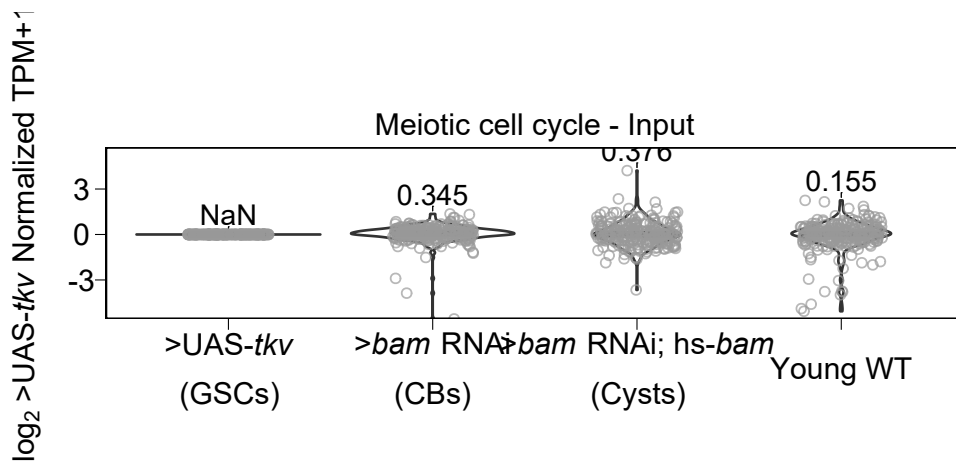 log₂ >UAS-tkv Normalized TPM+1
Meiotic cell cycle - Input
3
0
-3
NaN
0.345
0.376
0.155
>UAS-tkv
(GSCs)
>bam RNAi
(CBs)
>bam RNAi; hs-bam
(Cysts)
Young WT